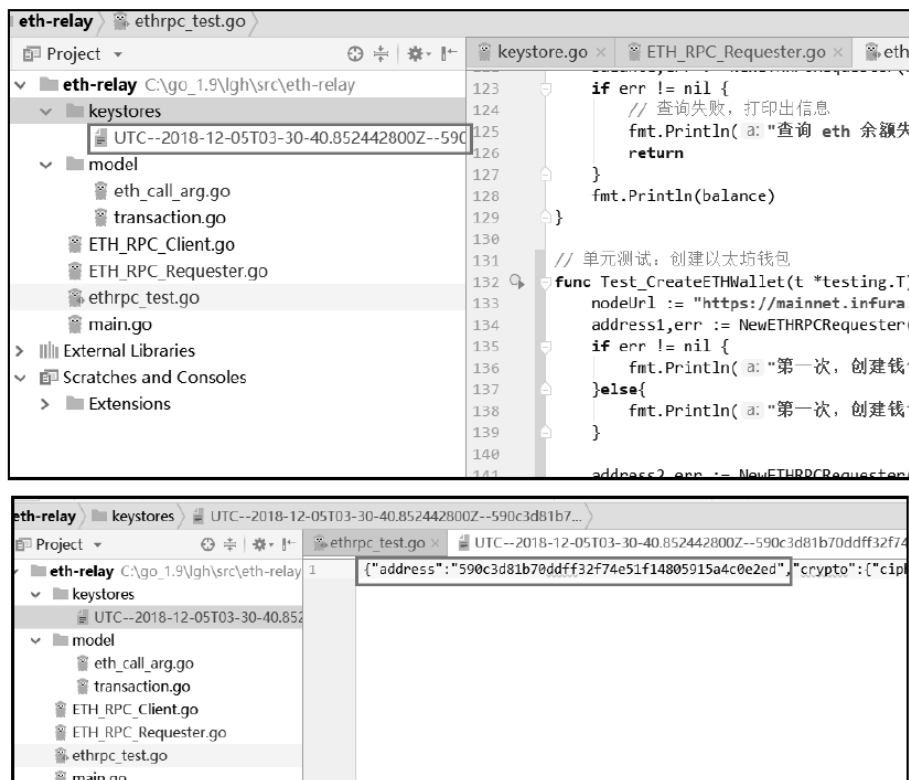 eth-relay ethrpc_test.go
Project keystore.go × ETH_RPC_Requester.go × eth
eth-relay C:\go_1.9\lgh\src\eth-relay
keystores
UTC--2018-12-05T03-30-40.852442800Z--590
model
eth_call_arg.go
transaction.go
ETH_RPC_Client.go
ETH_RPC_Requester.go
ethrpc_test.go
main.go
External Libraries
Scratches and Consoles
Extensions
123 if err != nil {
124 // 查询失败，打印出信息
125 fmt.Println( a: "查询 eth 余额失
126 return
127 }
128 fmt.Println(balance)
129 }
130
131 // 单元测试：创建以太坊钱包
132 func Test_CreateETHWallet(t *testing.T)
133 nodeUrl := "https://mainnet.infura.
134 address1,err := NewETHRPCRequester(
135 if err != nil {
136 fmt.Println( a: "第一次，创建钱
137 }else{
138 fmt.Println( a: "第一次，创建钱
139 }
140
141 address2,err := NewETHRPCRequester(
eth-relay keystores UTC--2018-12-05T03-30-40.852442800Z--590c3d81b7...
Project ethrpc_test.go × UTC--2018-12-05T03-30-40.852442800Z--590c3d81b70ddff32f74
eth-relay C:\go_1.9\lgh\src\eth-relay
keystores
UTC--2018-12-05T03-30-40.852
model
eth_call_arg.go
transaction.go
ETH_RPC_Client.go
ETH_RPC_Requester.go
ethrpc_test.go
main.go
1 {"address":"590c3d81b70ddff32f74e51f14805915a4c0e2ed","crypto":{"ciph